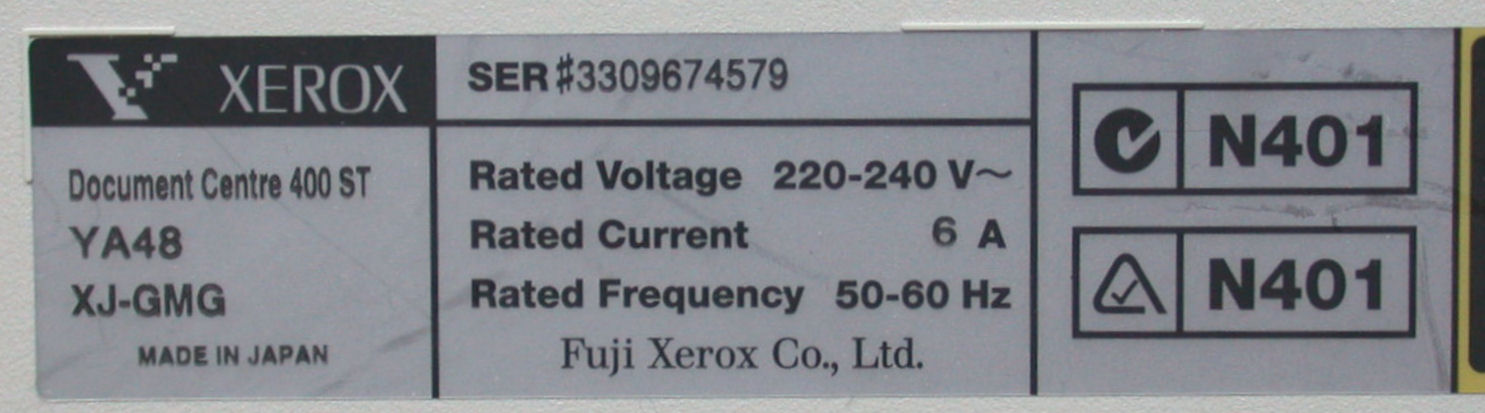 XEROX
Document Centre 400 ST
YA48
XJ-GMG
MADE IN JAPAN
SER#3309674579
Rated Voltage 220-240 V~
Rated Current 6 A
Rated Frequency 50-60 Hz
Fuji Xerox Co., Ltd.
N401
N401